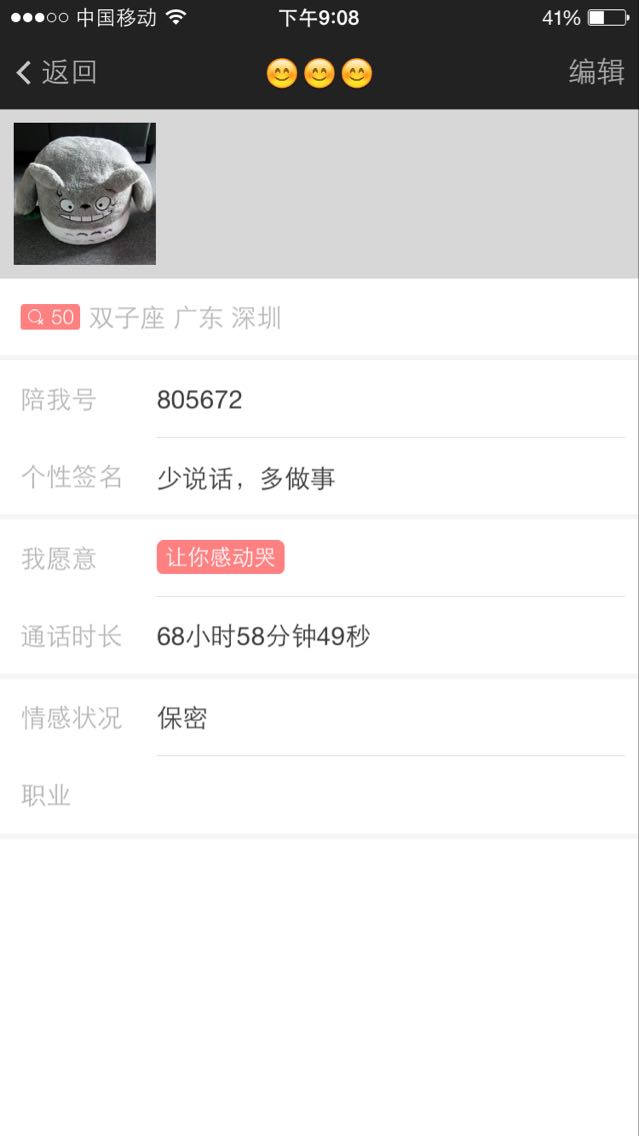 中国移动 下午9:08 41%
返回 😊😊😊 编辑
50 双子座 广东 深圳
陪我号 805672
个性签名 少说话，多做事
我愿意 让你感动哭
通话时长 68小时58分钟49秒
情感状况 保密
职业